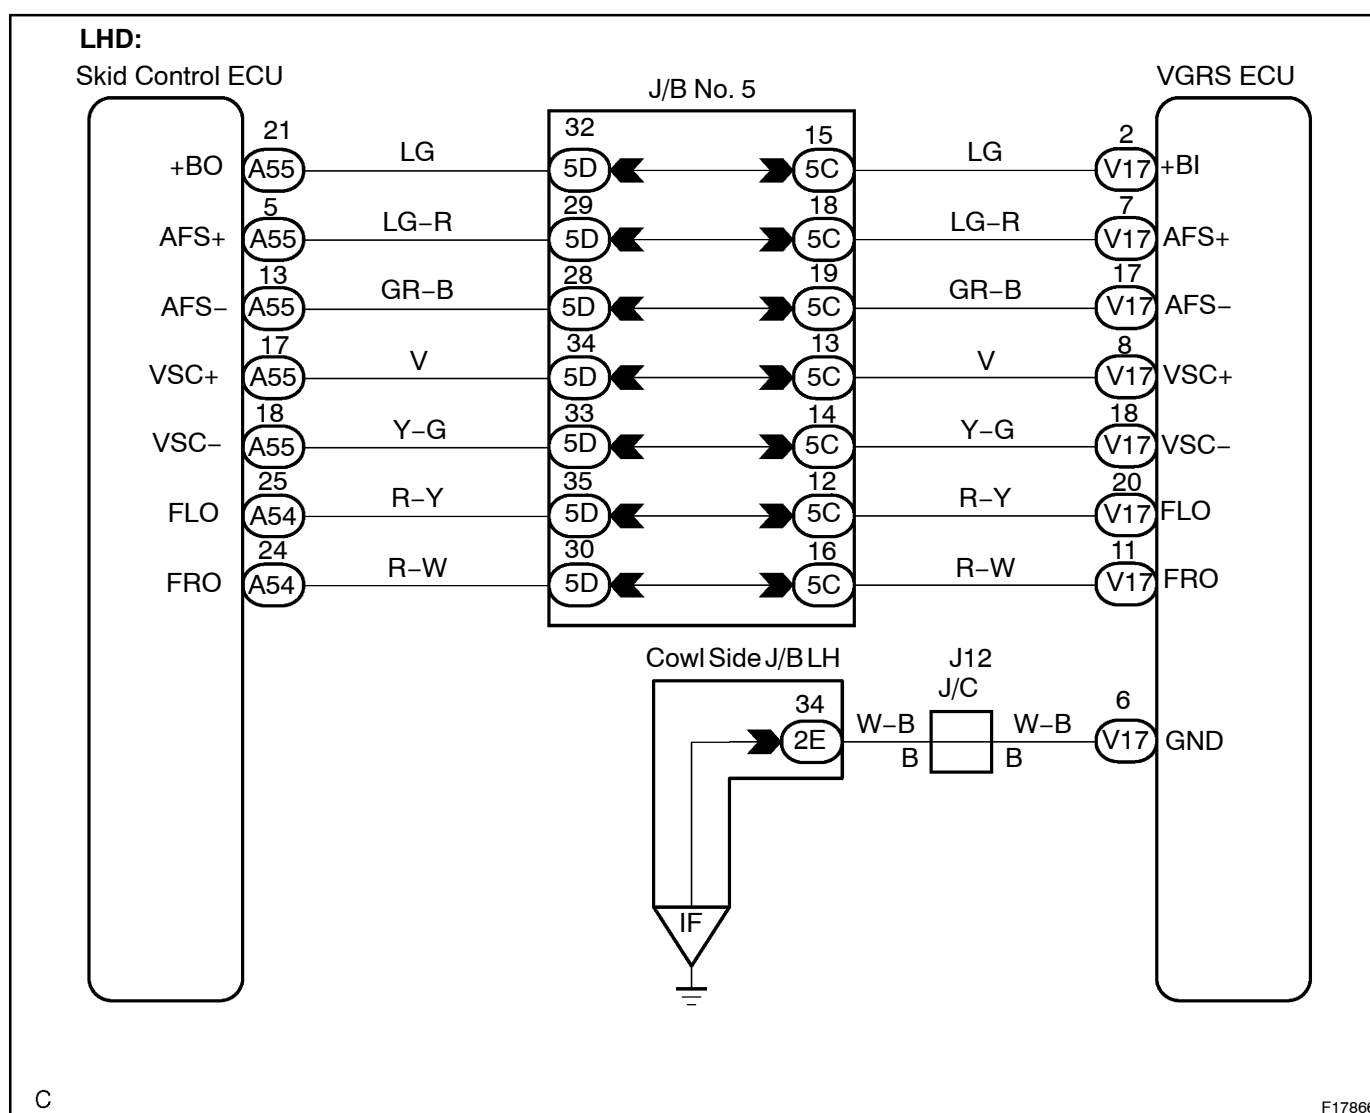 LHD:
Skid Control ECU
J/B No. 5
VGRS ECU
21 32 15 2
+BO A55 LG 5D 5C LG V17 +BI
5 29 18 7
AFS+ A55 LG–R 5D 5C LG–R V17 AFS+
13 28 19 17
AFS– A55 GR–B 5D 5C GR–B V17 AFS–
17 34 13 8
VSC+ A55 V 5D 5C V V17 VSC+
18 33 14 18
VSC– A55 Y–G 5D 5C Y–G V17 VSC–
25 35 12 20
FLO A54 R–Y 5D 5C R–Y V17 FLO
24 30 16 11
FRO A54 R–W 5D 5C R–W V17 FRO
Cowl Side J/B LH
J12
J/C
34 6
2E W–B W–B V17 GND
B B
IF
C
F17866